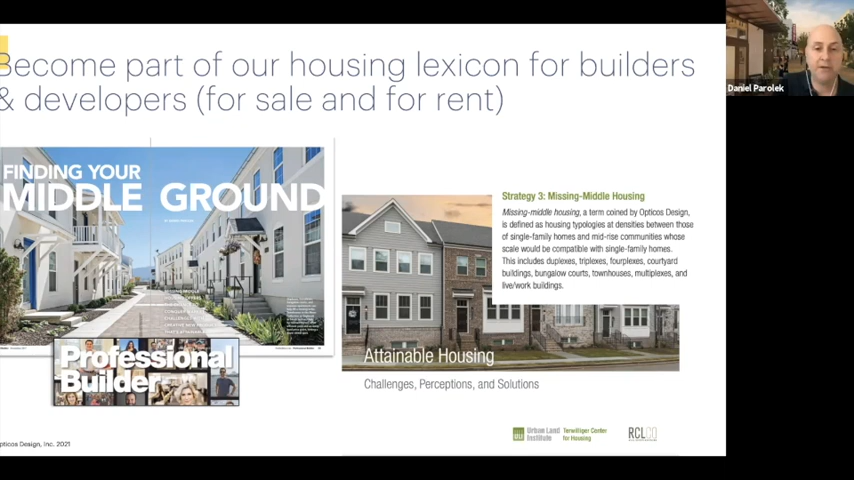 Become part of our housing lexicon for builders
& developers (for sale and for rent)
Daniel Parolek
FINDING YOUR
MIDDLE GROUND
Professional
Builder
Strategy 3: Missing-Middle Housing
Missing-middle housing, a term coined by Opticos Design,
is defined as housing typologies at densities between those
of single-family homes and mid-rise communities whose
scale would be compatible with single-family homes.
This includes duplexes, triplexes, fourplexes, courtyard
buildings, bungalow courts, townhouses, multiplexes, and
live/work buildings.
Attainable Housing
Challenges, Perceptions, and Solutions
Urban Land
Institute
Terwilliger Center
for Housing
RCLCO
pticos Design, Inc. 2021